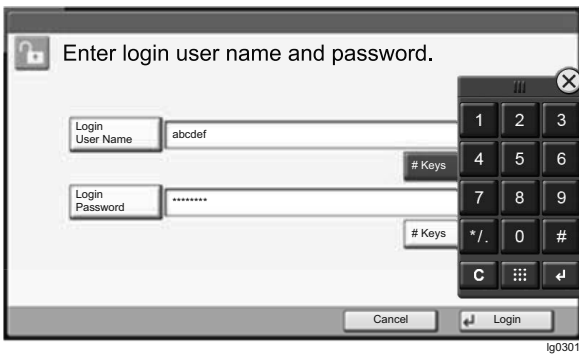 Enter login user name and password.
Login
User Name
abcdef
# Keys
Login
Password
********
# Keys
1 2 3
4 5 6
7 8 9
*/. 0 #
C
Cancel
Login
lg0301